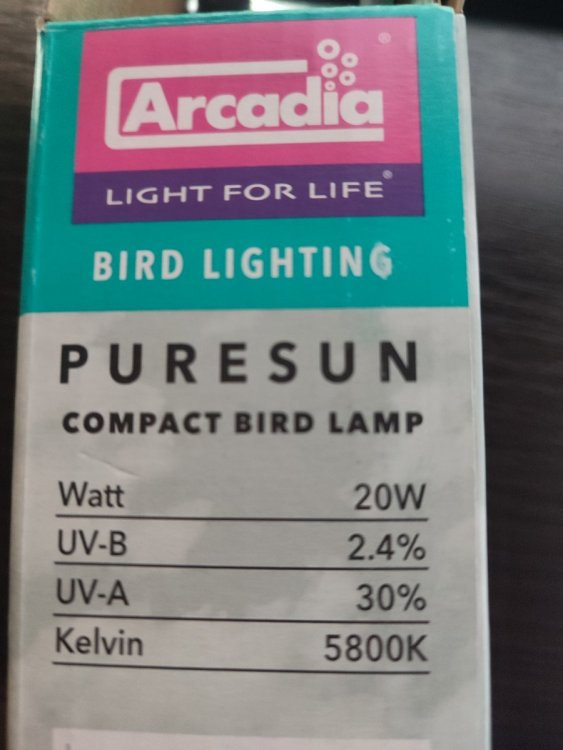 Arcadia®
LIGHT FOR LIFE®
BIRD LIGHTING
PURESUN
COMPACT BIRD LAMP
Watt 20W
UV-B 2.4%
UV-A 30%
Kelvin 5800K